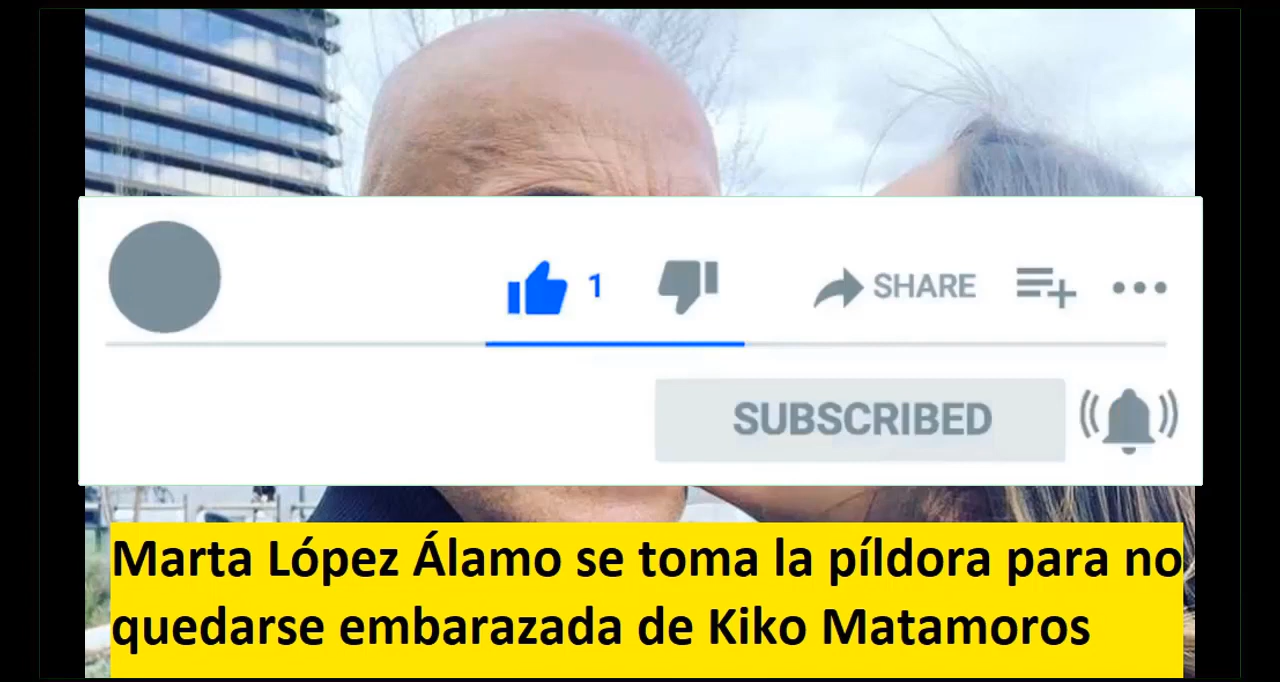 1 SHARE
SUBSCRIBED
Marta López Álamo se toma la píldora para no
quedarse embarazada de Kiko Matamoros